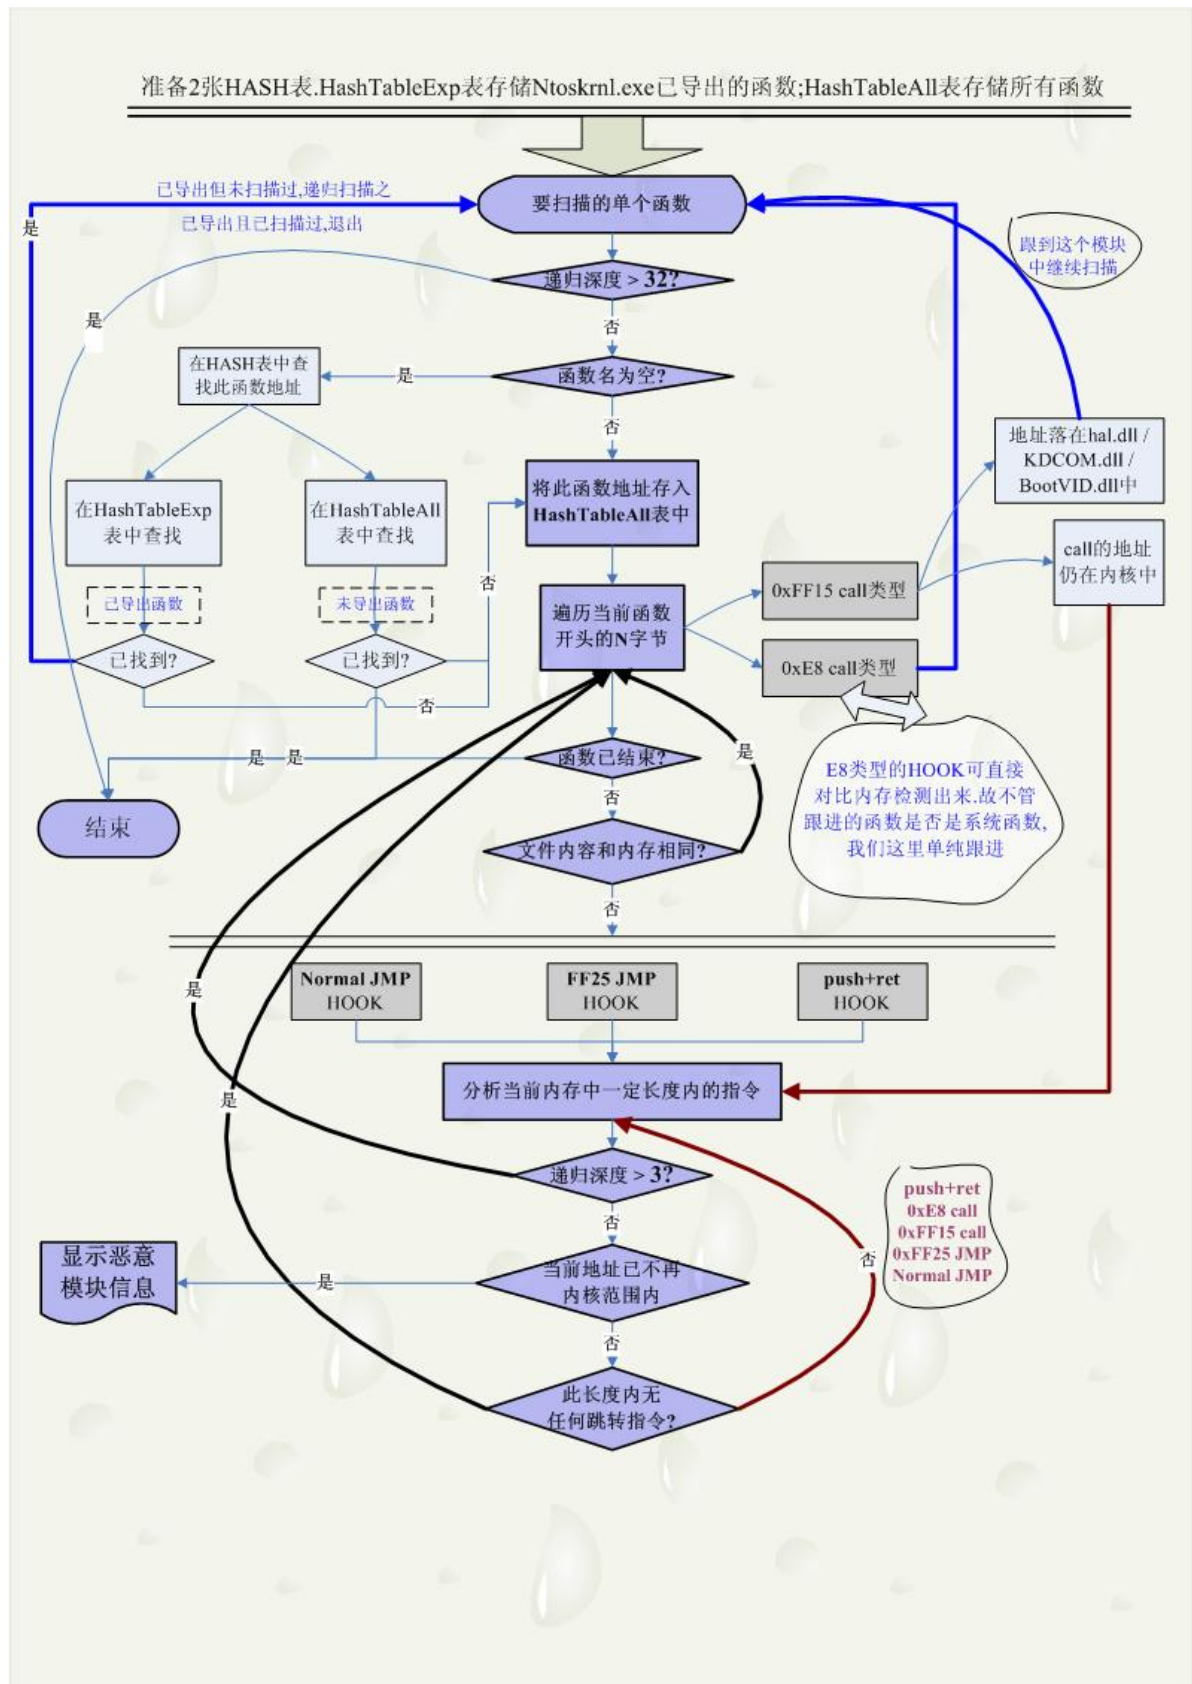 准备2张HASH表.HashTableExp表存储Ntoskrnl.exe已导出的函数;HashTableAll表存储所有函数
已导出但未扫描过,递归扫描之
已导出且已扫描过,退出
是
要扫描的单个函数
跟到这个模块
中继续扫描
递归深度 > 32?
是
否
在HASH表中查
找此函数地址
是
函数名为空?
否
地址落在hal.dll /
KDCOM.dll /
BootVID.dll中
在HashTableExp
表中查找
在HashTableAll
表中查找
将此函数地址存入
HashTableAll表中
call的地址
仍在内核中
否
已导出函数
未导出函数
遍历当前函数
开头的N字节
0xFF15 call类型
已找到?
已找到?
0xE8 call类型
否
是
是
函数已结束?
是
E8类型的HOOK可直接
对比内存检测出来.故不管
跟进的函数是否是系统函数,
我们这里单纯跟进
否
结束
文件内容和内存相同?
否
是
Normal JMP
HOOK
FF25 JMP
HOOK
push+ret
HOOK
分析当前内存中一定长度内的指令
是
递归深度 > 3?
push+ret
0xE8 call
0xFF15 call
0xFF25 JMP
Normal JMP
否
显示恶意
模块信息
是
当前地址已不再
内核范围内
否
否
此长度内无
任何跳转指令?